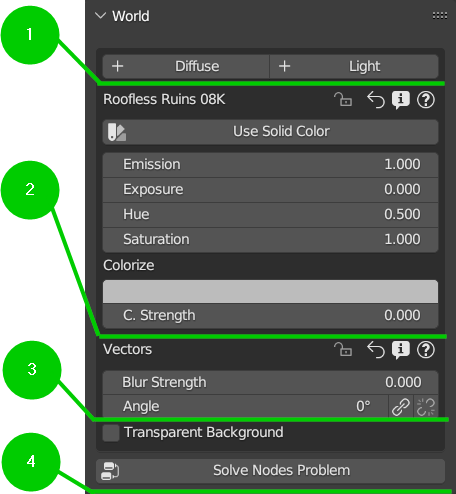 World
1
Diffuse Light
Roofless Ruins 08K
Use Solid Color
Emission 1.000
Exposure 0.000
2
Hue 0.500
Saturation 1.000
Colorize
C. Strength 0.000
Vectors
3
Blur Strength 0.000
Angle 0°
Transparent Background
4
Solve Nodes Problem